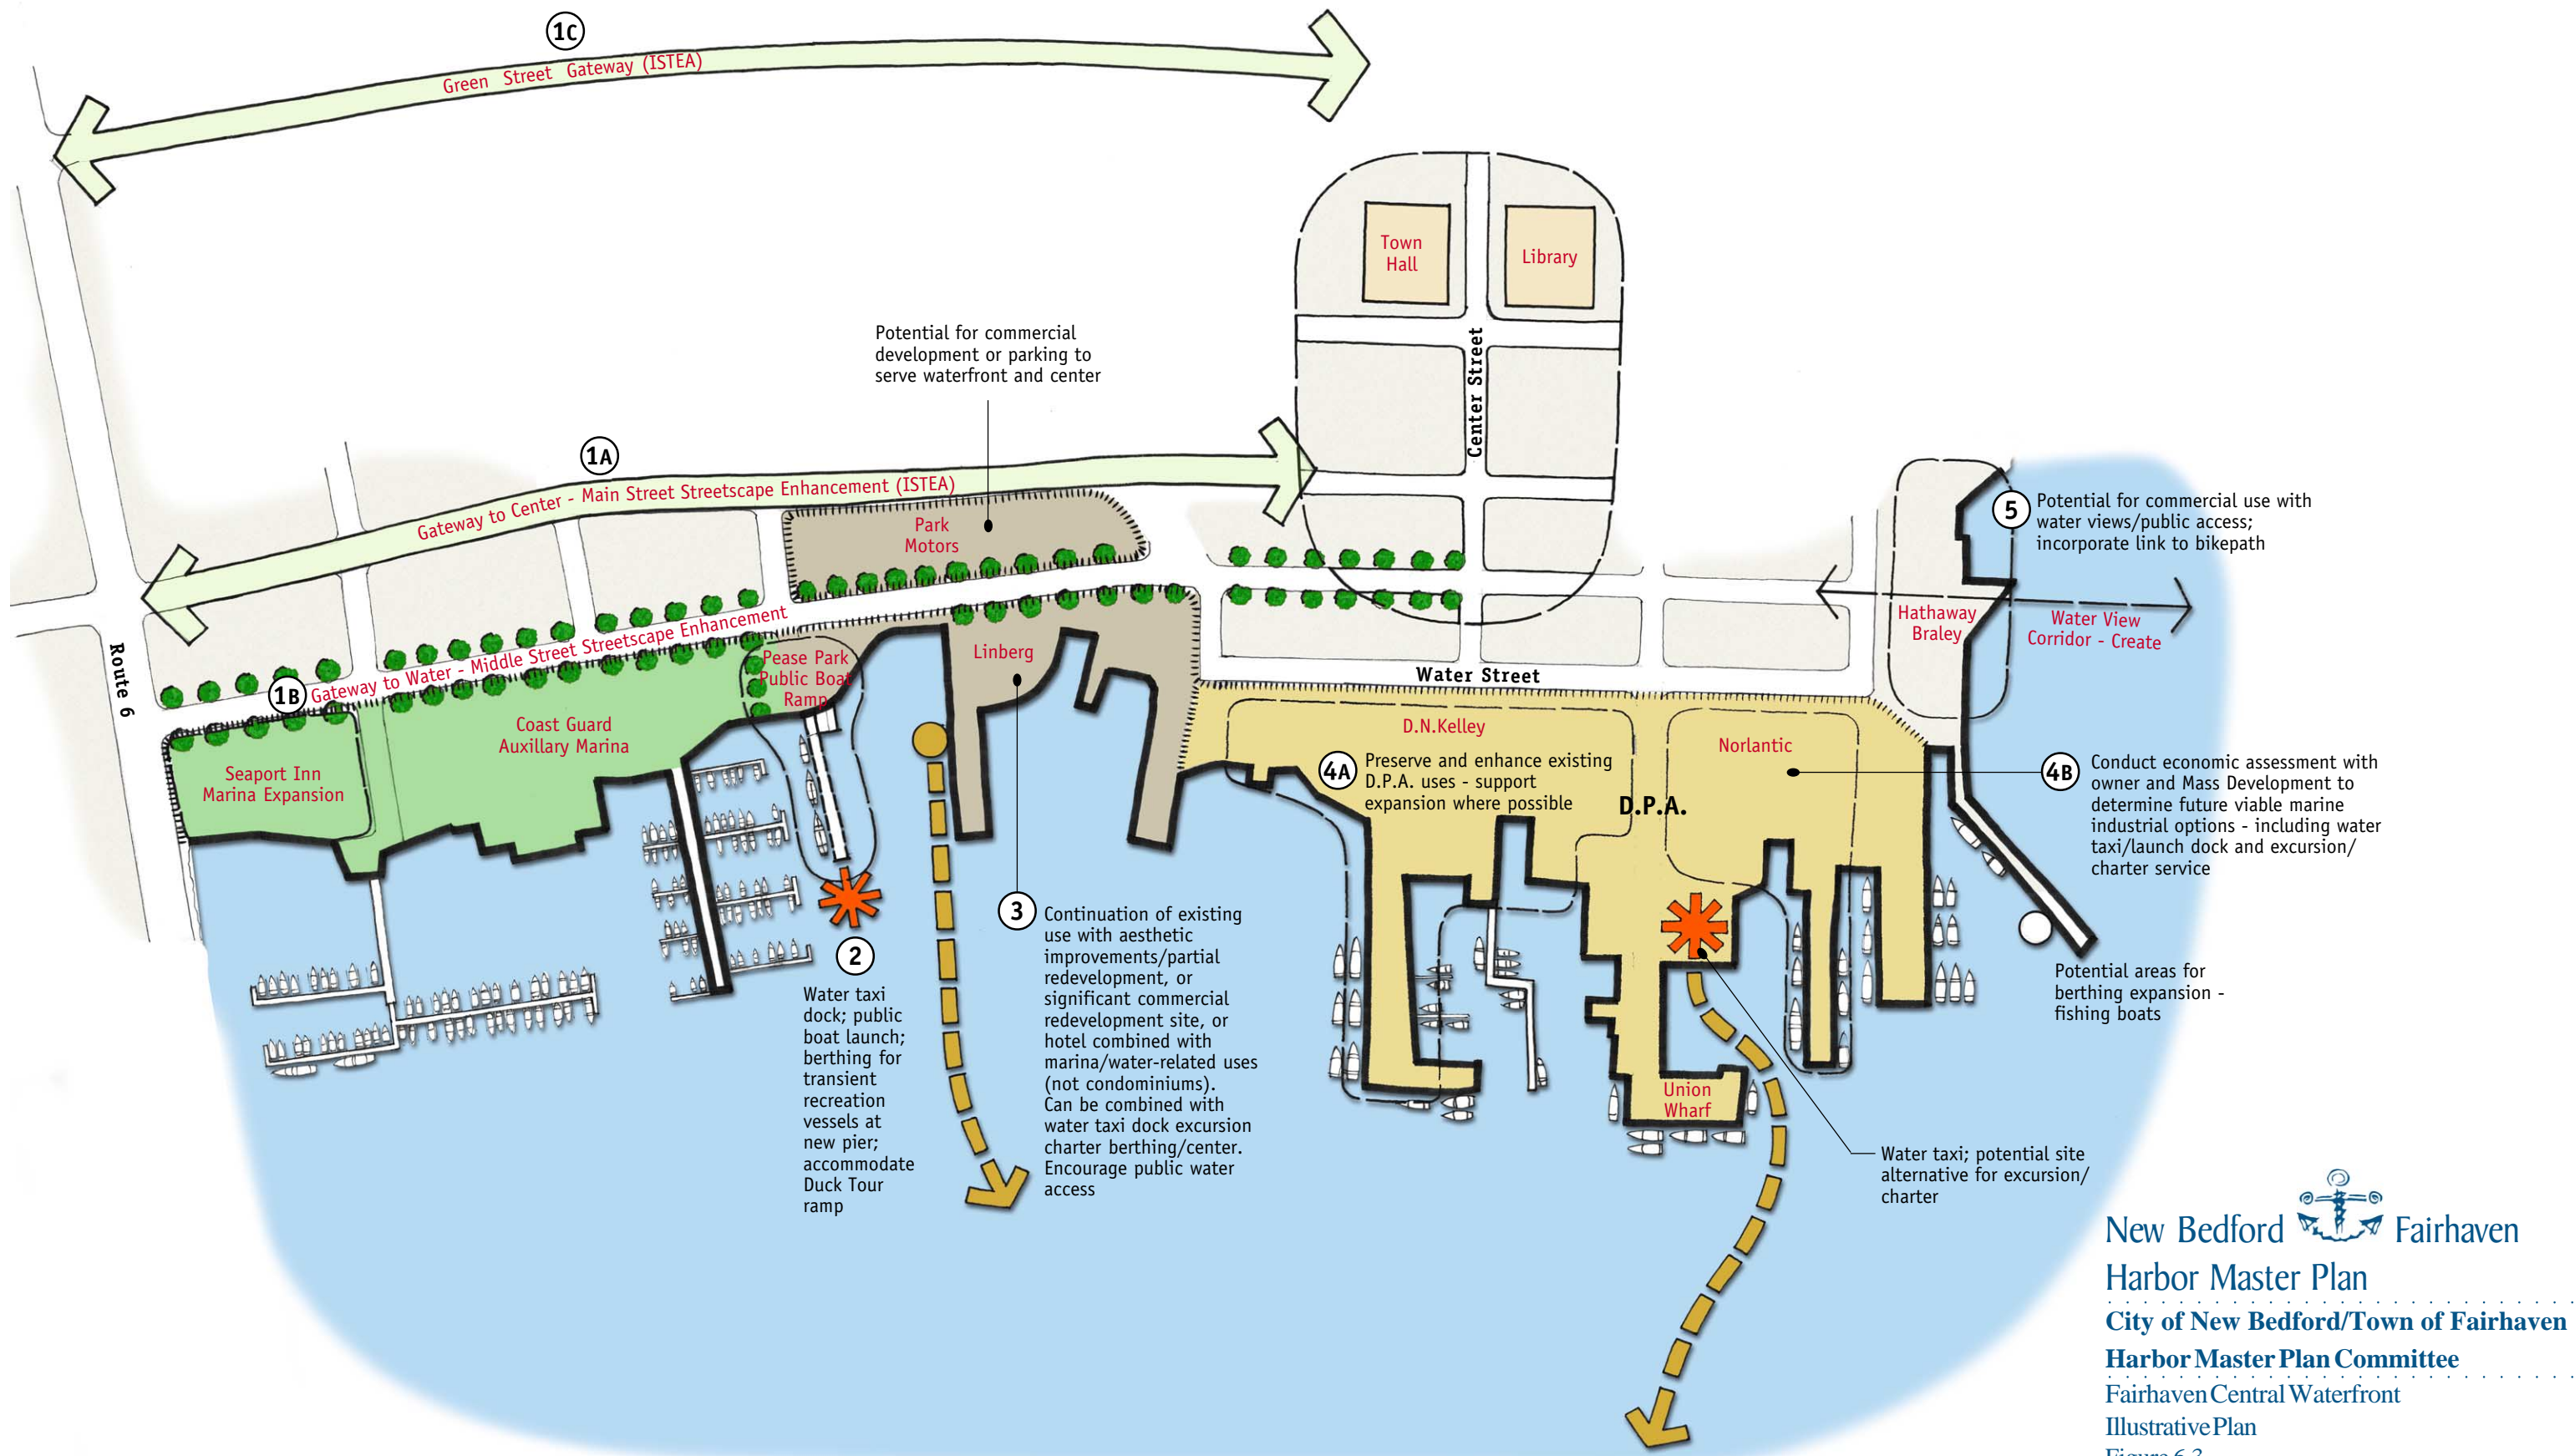 1C
Green Street Gateway (ISTEA)
Town
Hall
Library
Center Street
Potential for commercial
development or parking to
serve waterfront and center
1A
Gateway to Center - Main Street Streetscape Enhancement (ISTEA)
Park
Motors
5
Potential for commercial use with
water views/public access;
incorporate link to bikepath
Hathaway
Braley
Water View
Corridor - Create
Route 6
1B
Gateway to Water - Middle Street Streetscape Enhancement
Pease Park
Public Boat
Ramp
Linberg
Water Street
Coast Guard
Auxillary Marina
Seaport Inn
Marina Expansion
D.N.Kelley
4A
Preserve and enhance existing
D.P.A. uses - support
expansion where possible
D.P.A.
Norlantic
4B
Conduct economic assessment with
owner and Mass Development to
determine future viable marine
industrial options - including water
taxi/launch dock and excursion/
charter service
2
Water taxi
dock; public
boat launch;
berthing for
transient
recreation
vessels at
new pier;
accommodate
Duck Tour
ramp
3
Continuation of existing
use with aesthetic
improvements/partial
redevelopment, or
significant commercial
redevelopment site, or
hotel combined with
marina/water-related uses
(not condominiums).
Can be combined with
water taxi dock excursion
charter berthing/center.
Encourage public water
access
Union
Wharf
Potential areas for
berthing expansion -
fishing boats
Water taxi; potential site
alternative for excursion/
charter
New Bedford Fairhaven
Harbor Master Plan
City of New Bedford/Town of Fairhaven
Harbor Master Plan Committee
Fairhaven Central Waterfront
Illustrative Plan
Figure 6.3